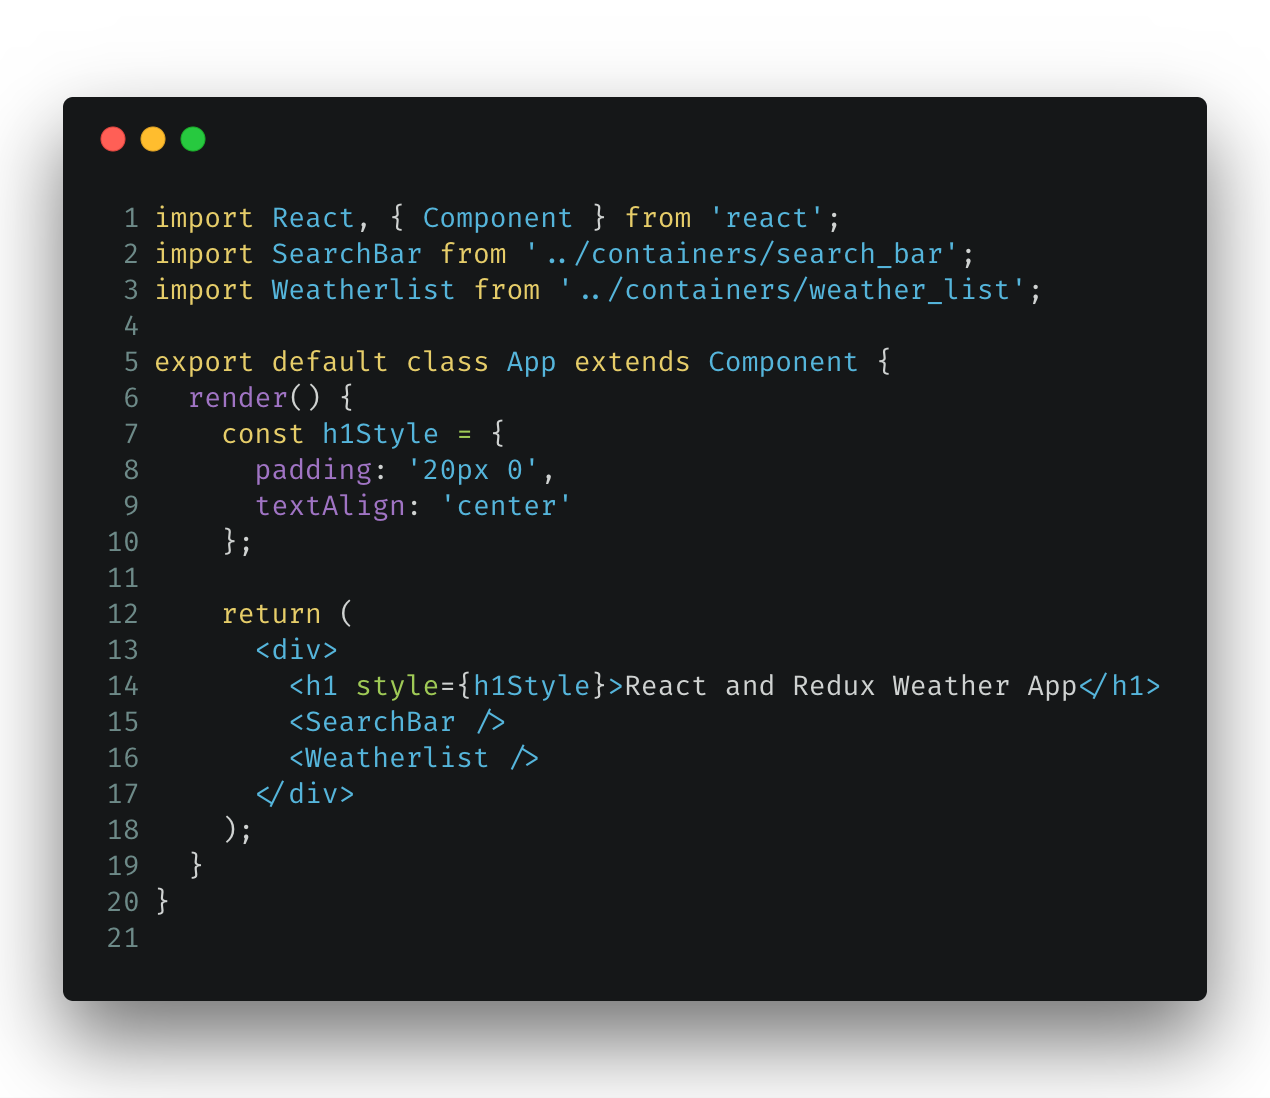 1 import React, { Component } from 'react';
2 import SearchBar from '../containers/search_bar';
3 import Weatherlist from '../containers/weather_list';
4
5 export default class App extends Component {
6   render() {
7     const h1Style = {
8       padding: '20px 0',
9       textAlign: 'center'
10     };
11
12     return (
13       <div>
14         <h1 style={h1Style}>React and Redux Weather App</h1>
15         <SearchBar />
16         <Weatherlist />
17       </div>
18     );
19   }
20 }
21